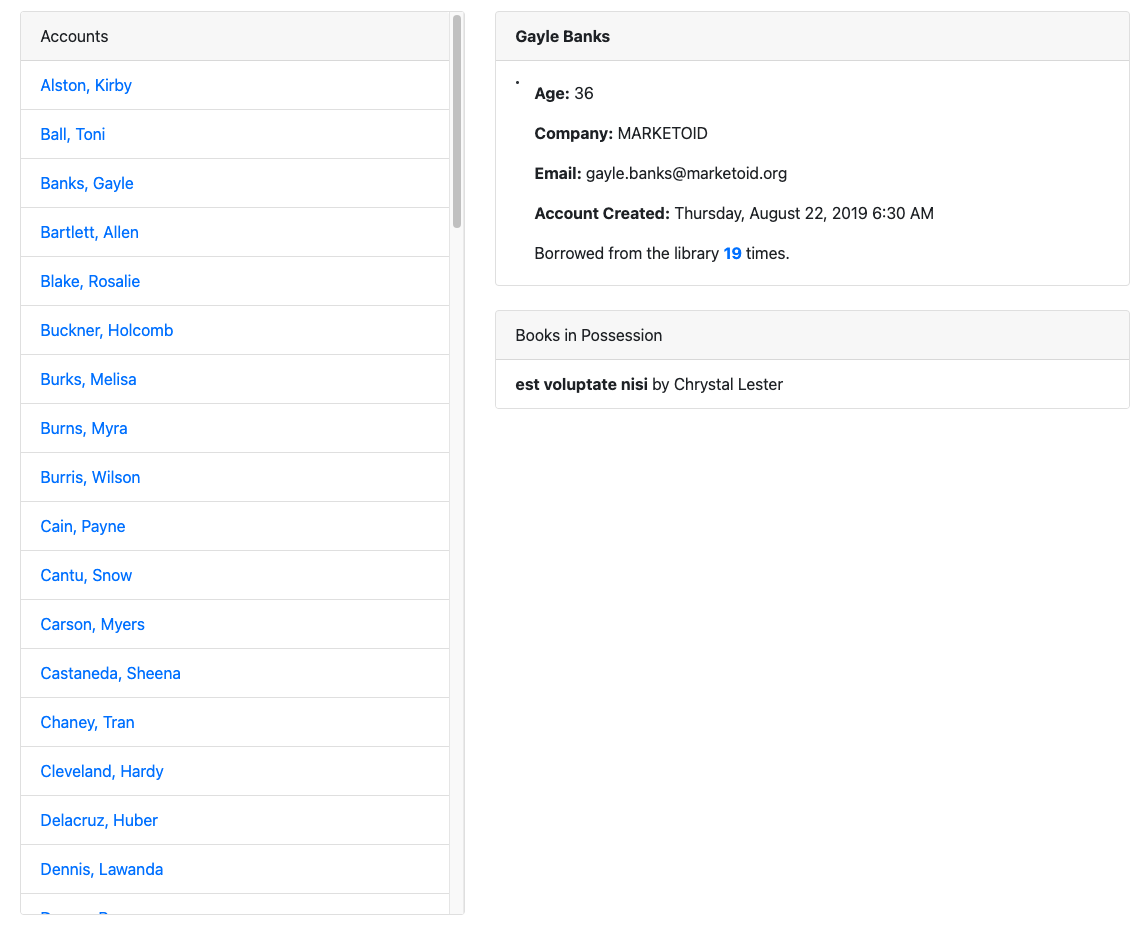 Accounts
Alston, Kirby
Ball, Toni
Banks, Gayle
Bartlett, Allen
Blake, Rosalie
Buckner, Holcomb
Burks, Melisa
Burns, Myra
Burris, Wilson
Cain, Payne
Cantu, Snow
Carson, Myers
Castaneda, Sheena
Chaney, Tran
Cleveland, Hardy
Delacruz, Huber
Dennis, Lawanda
Gayle Banks
Age: 36
Company: MARKETOID
Email: gayle.banks@marketoid.org
Account Created: Thursday, August 22, 2019 6:30 AM
Borrowed from the library 19 times.
Books in Possession
est voluptate nisi by Chrystal Lester